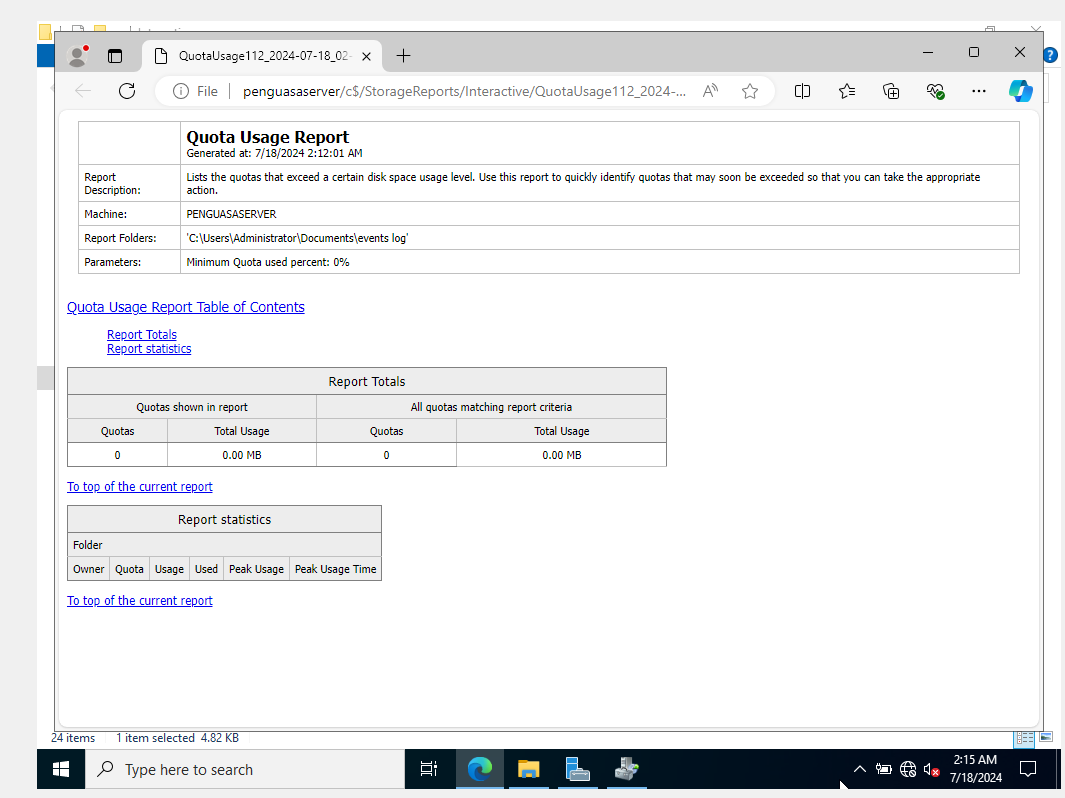 QuotaUsage112_2024-07-18_02-
File
penguasaserver/c$/StorageReports/Interactive/QuotaUsage112_2024-...
Quota Usage Report
Generated at: 7/18/2024 2:12:01 AM
Report Description:
Lists the quotas that exceed a certain disk space usage level. Use this report to quickly identify quotas that may soon be exceeded so that you can take the appropriate
action.
Machine:
PENGUASASERVER
Report Folders:
'C:\Users\Administrator\Documents\events log'
Parameters:
Minimum Quota used percent: 0%
Quota Usage Report Table of Contents
Report Totals
Report statistics
Report Totals
Quotas shown in report
All quotas matching report criteria
Quotas
Total Usage
Quotas
Total Usage
0
0.00 MB
0
0.00 MB
To top of the current report
Report statistics
Folder
Owner
Quota
Usage
Used
Peak Usage
Peak Usage Time
To top of the current report
24 items
1 item selected 4.82 KB
Type here to search
2:15 AM
7/18/2024